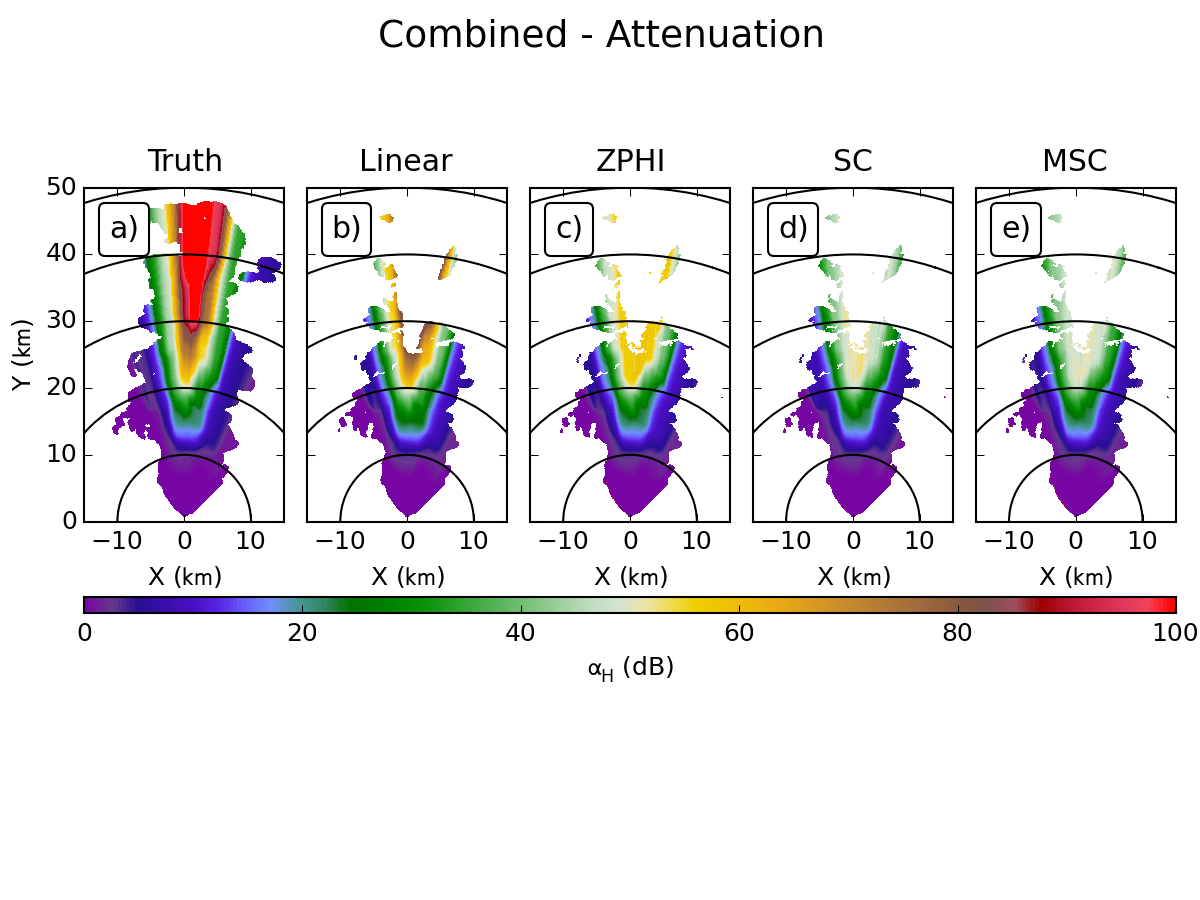 Combined - Attenuation
Truth Linear ZPHI SC MSC
a) b) c) d) e)
50
40
30
20
10
0
Y (km)
−10 0 10 −10 0 10 −10 0 10 −10 0 10 −10 0 10
X (km) X (km) X (km) X (km) X (km)
0 20 40 60 80 100
αH (dB)